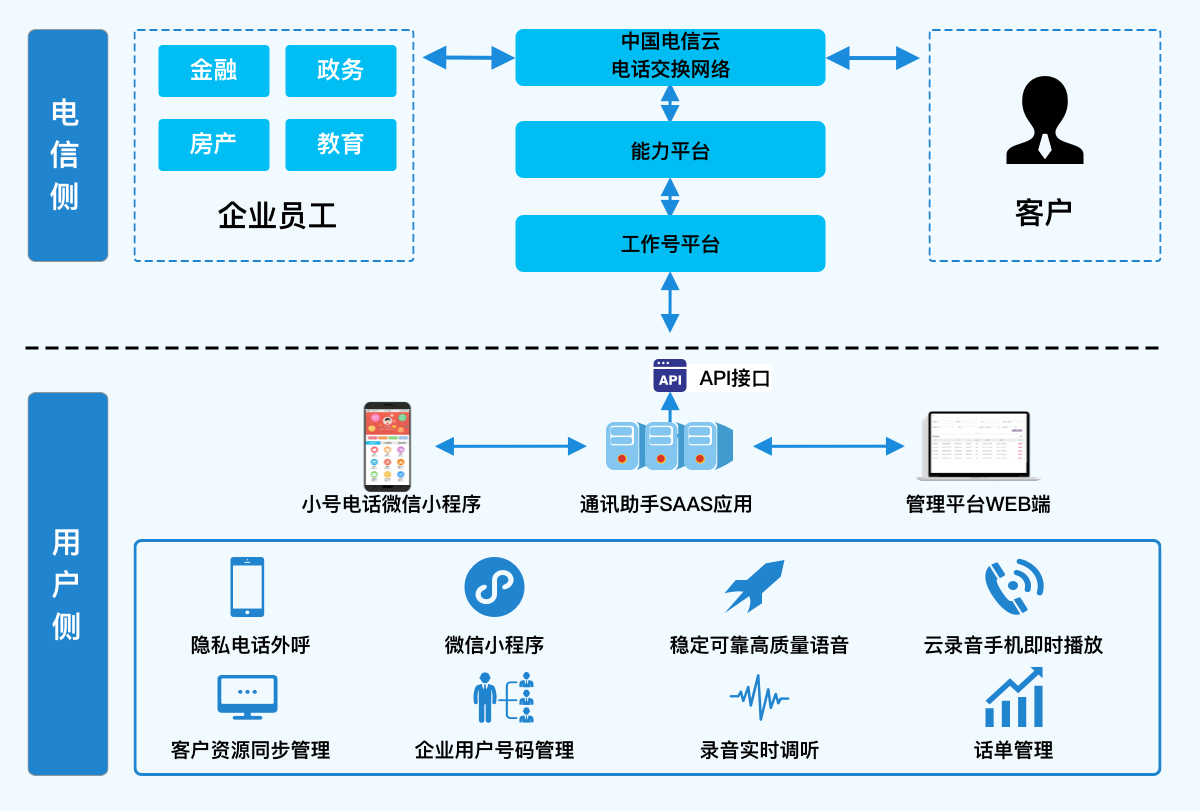 电信侧
金融
政务
房产
教育
企业员工
中国电信云
电话交换网络
能力平台
工作号平台
客户
用户侧
API
API接口
小号电话微信小程序
通讯助手SAAS应用
管理平台WEB端
隐私电话外呼
微信小程序
稳定可靠高质量语音
云录音手机即时播放
客户资源同步管理
企业用户号码管理
录音实时调听
话单管理